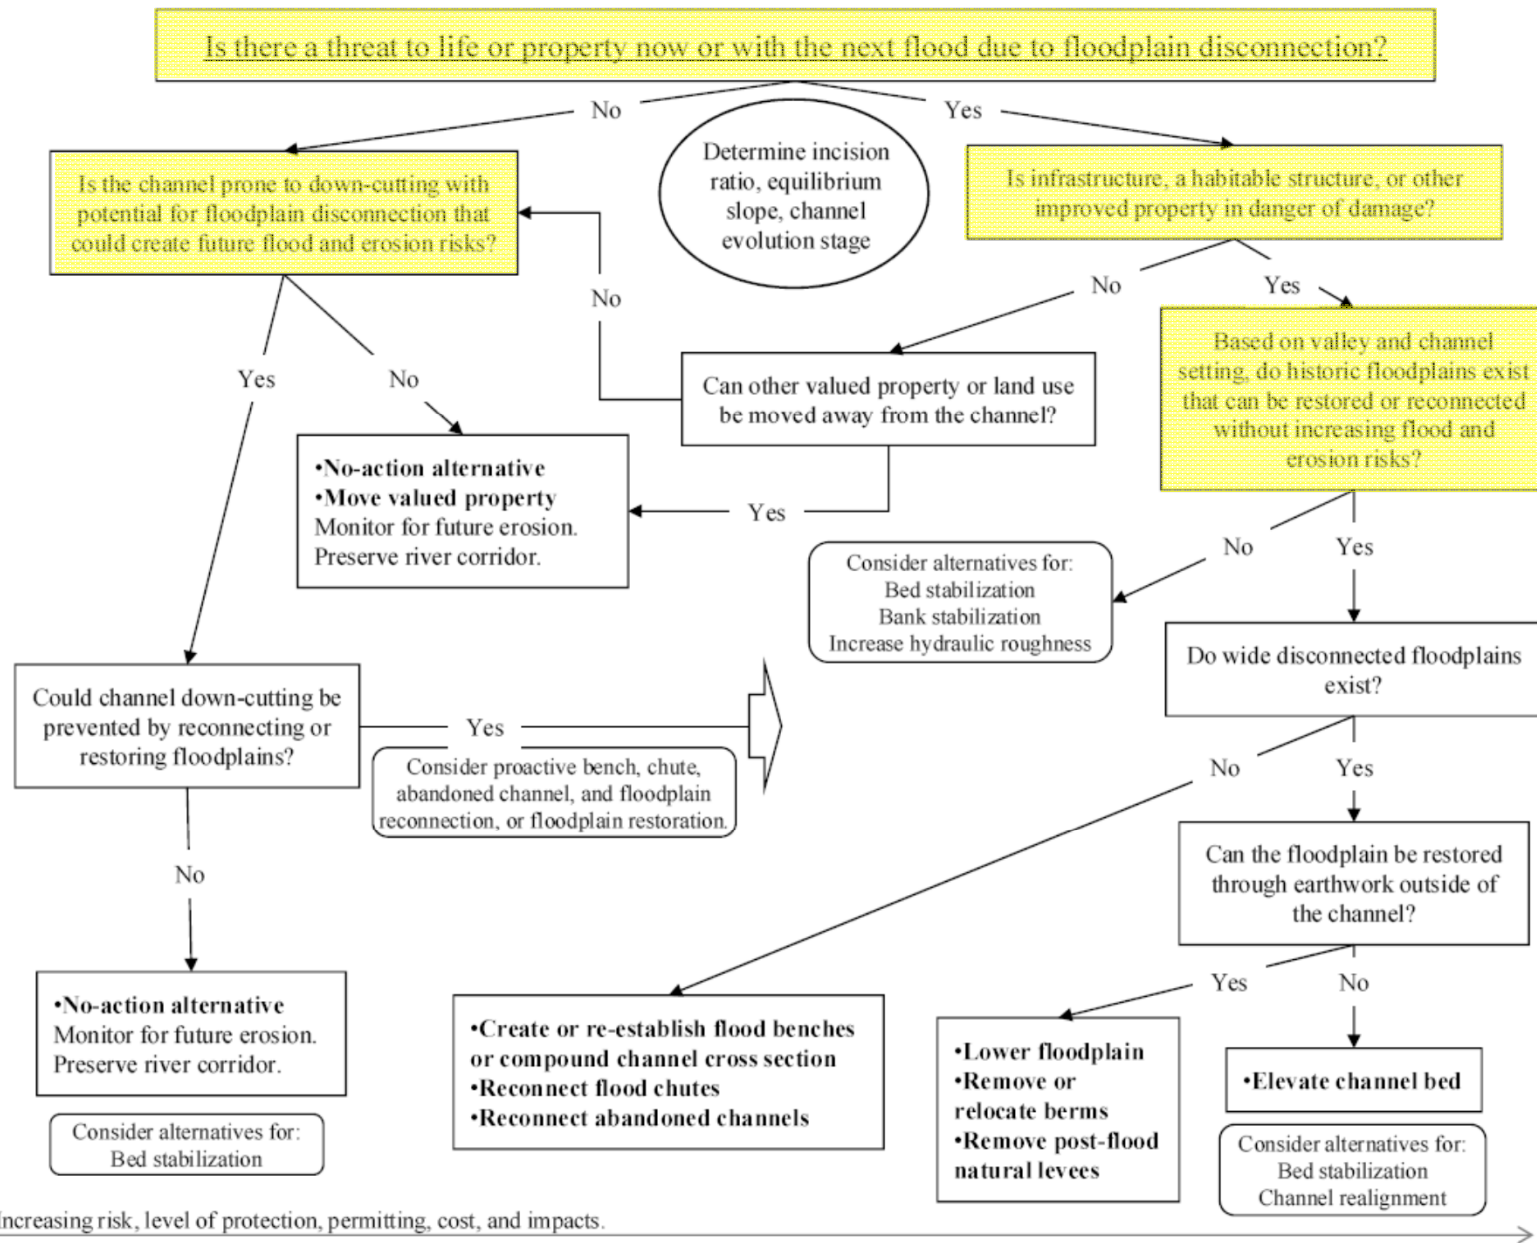 Is there a threat to life or property now or with the next flood due to floodplain disconnection?
No
Yes
Determine incision
ratio, equilibrium
slope, channel
evolution stage
Is the channel prone to down-cutting with
potential for floodplain disconnection that
could create future flood and erosion risks?
Is infrastructure, a habitable structure, or other
improved property in danger of damage?
No
No
Yes
Based on valley and channel
setting, do historic floodplains exist
that can be restored or reconnected
without increasing flood and
erosion risks?
Yes
No
Can other valued property or land use
be moved away from the channel?
•No-action alternative
•Move valued property
Monitor for future erosion.
Preserve river corridor.
Yes
No
Yes
Consider alternatives for:
Bed stabilization
Bank stabilization
Increase hydraulic roughness
Do wide disconnected floodplains
exist?
Could channel down-cutting be
prevented by reconnecting or
restoring floodplains?
Yes
Consider proactive bench, chute,
abandoned channel, and floodplain
reconnection, or floodplain restoration.
No
Yes
Can the floodplain be restored
through earthwork outside of
the channel?
No
Yes
No
•No-action alternative
Monitor for future erosion.
Preserve river corridor.
•Create or re-establish flood benches
or compound channel cross section
•Reconnect flood chutes
•Reconnect abandoned channels
•Lower floodplain
•Remove or
relocate berms
•Remove post-flood
natural levees
•Elevate channel bed
Consider alternatives for:
Bed stabilization
Consider alternatives for:
Bed stabilization
Channel realignment
Increasing risk, level of protection, permitting, cost, and impacts.